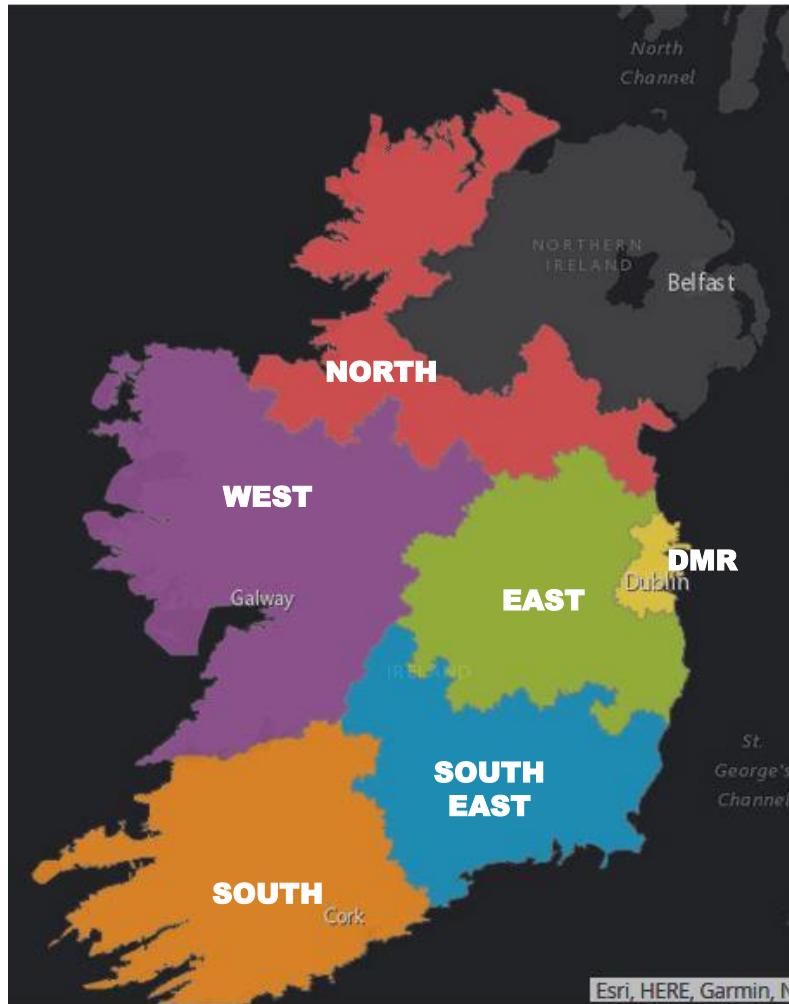 North
Channel
NORTHERN
IRELAND
Belfast
NORTH
WEST
DMR
Dublin
Galway
EAST
IRELAND
St.
George's
Channel
SOUTH
EAST
SOUTH
Cork
Esri, HERE, Garmin, N